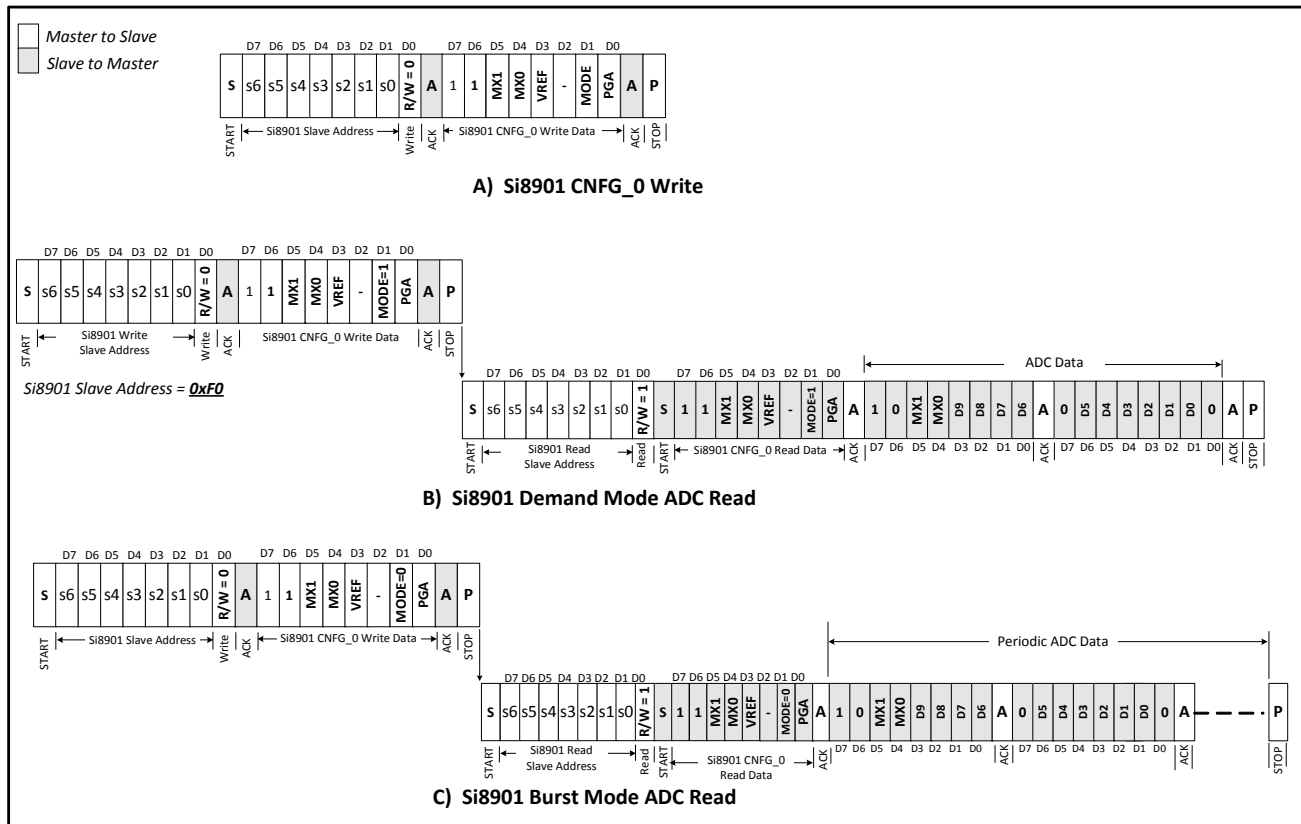 Master to Slave
Slave to Master
D7 D6 D5 D4 D3 D2 D1 D0 D7 D6 D5 D4 D3 D2 D1 D0
S s6 s5 s4 s3 s2 s1 s0 R/W = 0 A 1 1 MX1 MX0 VREF - MODE PGA A P
START Si8901 Slave Address Write ACK Si8901 CNFG_0 Write Data ACK STOP
A) Si8901 CNFG_0 Write
D7 D6 D5 D4 D3 D2 D1 D0 D7 D6 D5 D4 D3 D2 D1 D0
S s6 s5 s4 s3 s2 s1 s0 R/W = 0 A 1 1 MX1 MX0 VREF - MODE=1 PGA A P
START Si8901 Write Slave Address Write ACK Si8901 CNFG_0 Write Data ACK STOP
Si8901 Slave Address = 0xF0
ADC Data
D7 D6 D5 D4 D3 D2 D1 D0 D7 D6 D5 D4 D3 D2 D1 D0
S s6 s5 s4 s3 s2 s1 s0 R/W = 1 S 1 1 MX1 MX0 VREF - MODE=1 PGA A 1 0 MX1 MX0 D9 D8 D7 D6 A 0 D5 D4 D3 D2 D1 D0 0 A P
START Si8901 Read Slave Address Read START Si8901 CNFG_0 Read Data ACK D7 D6 D5 D4 D3 D2 D1 D0 ACK D7 D6 D5 D4 D3 D2 D1 D0 ACK STOP
B) Si8901 Demand Mode ADC Read
D7 D6 D5 D4 D3 D2 D1 D0 D7 D6 D5 D4 D3 D2 D1 D0
S s6 s5 s4 s3 s2 s1 s0 R/W = 0 A 1 1 MX1 MX0 VREF - MODE=0 PGA A P
START Si8901 Slave Address Write ACK Si8901 CNFG_0 Write Data ACK STOP
Periodic ADC Data
D7 D6 D5 D4 D3 D2 D1 D0 D7 D6 D5 D4 D3 D2 D1 D0
S s6 s5 s4 s3 s2 s1 s0 R/W = 1 S 1 1 MX1 MX0 VREF - MODE=0 PGA A 1 0 MX1 MX0 D9 D8 D7 D6 A 0 D5 D4 D3 D2 D1 D0 0 A P
START Si8901 Read Slave Address Read START Si8901 CNFG_0 Read Data ACK D7 D6 D5 D4 D3 D2 D1 D0 ACK D7 D6 D5 D4 D3 D2 D1 D0 ACK STOP
C) Si8901 Burst Mode ADC Read